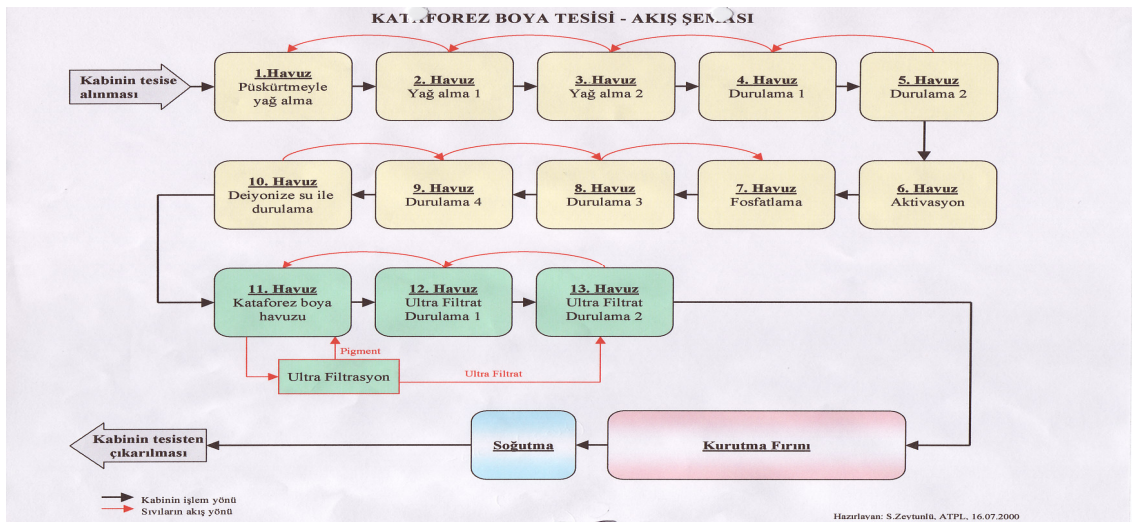 KATAFOREZ BOYA TESİSİ - AKIŞ ŞEMASI
Kabinin tesise
alınması
1.Havuz
Püskürtmeyle
yağ alma
2. Havuz
Yağ alma 1
3. Havuz
Yağ alma 2
4. Havuz
Durulama 1
5. Havuz
Durulama 2
10. Havuz
Deiyonize su ile
durulama
9. Havuz
Durulama 4
8. Havuz
Durulama 3
7. Havuz
Fosfatlama
6. Havuz
Aktivasyon
11. Havuz
Kataforez boya
havuzu
12. Havuz
Ultra Filtrat
Durulama 1
13. Havuz
Ultra Filtrat
Durulama 2
Pigment
Ultra Filtrasyon
Ultra Filtrat
Kabinin tesisten
çıkarılması
Soğutma
Kurutma Fırını
Kabinin işlem yönü
Sıvıların akış yönü
Hazırlayan: S.Zeytunlü, ATPL, 16.07.2000